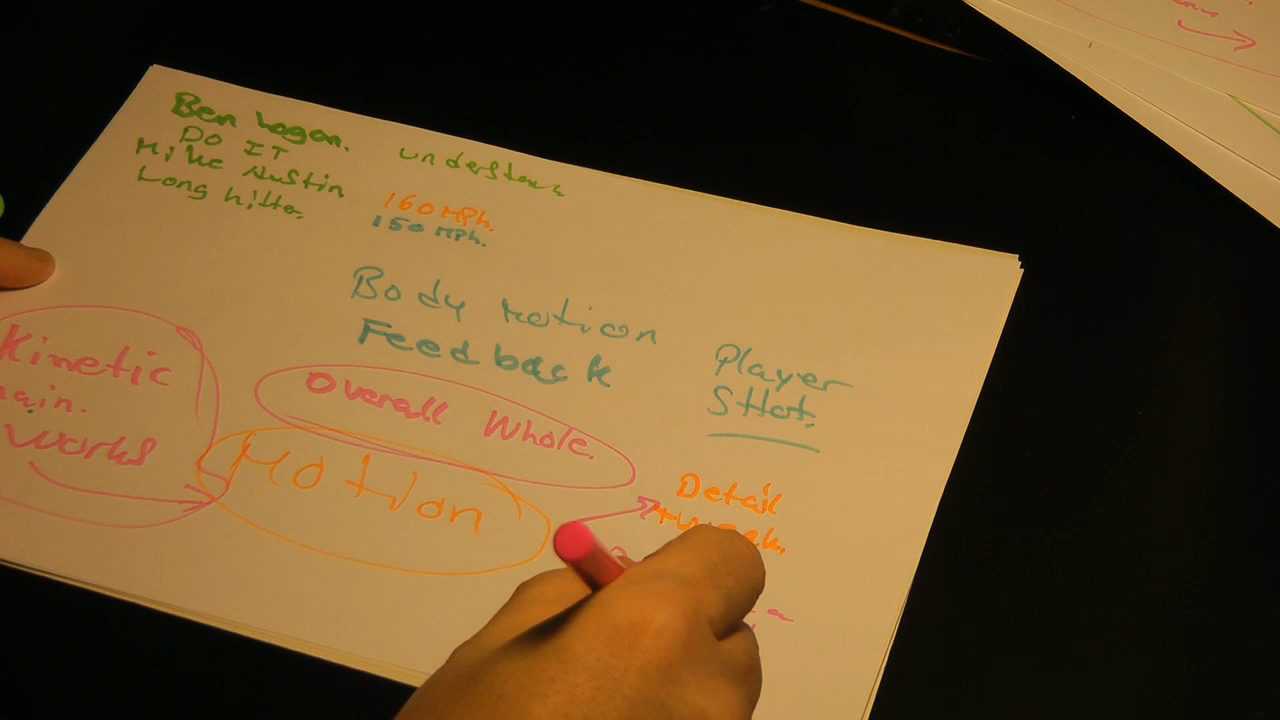 Ben Hogan.
Do IT
Mike Austin
Long hitter,
understand
160 MPh.
150 MPh.
Body Motion
Feedback
Player
SHot.
Kinetic
works
Overall Whole.
Motion
Detail